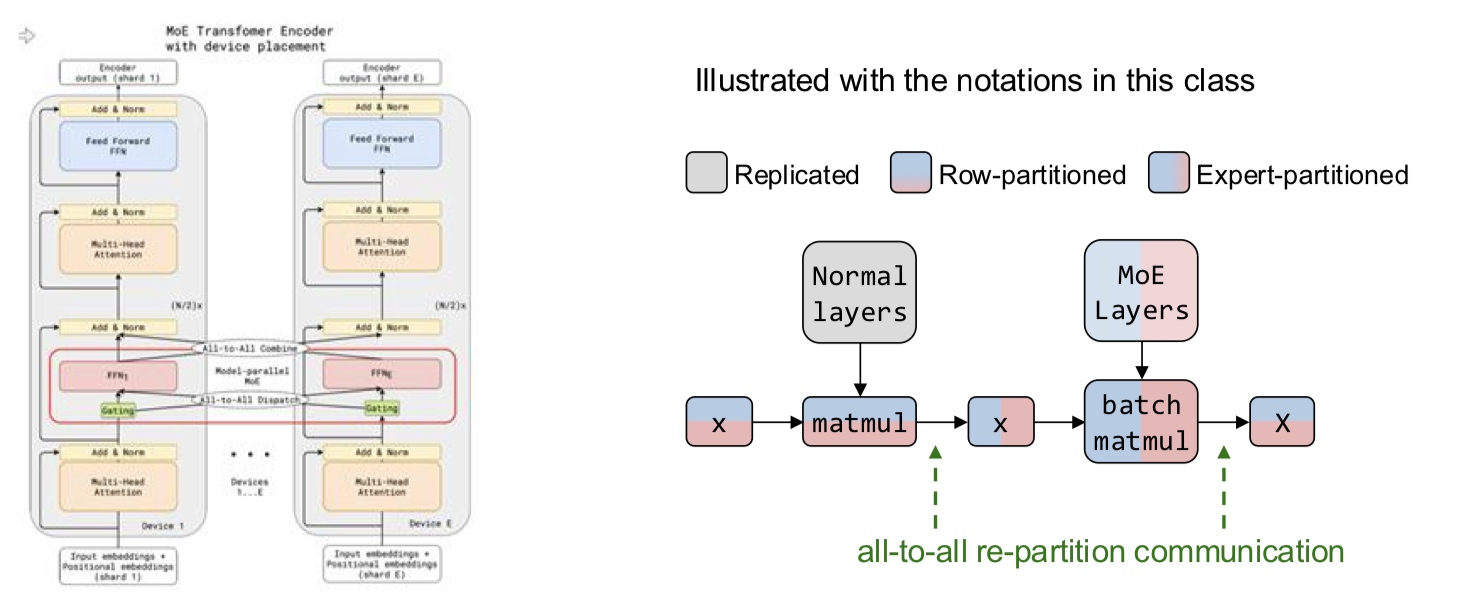 MoE Transfomer Encoder
with device placement
Encoder
output (shard 1)
Add & Norm
Feed Forward
FFN
Add & Norm
Multi-Head
Attention
(N/2)x
Add & Norm
FFN1
Gating
Add & Norm
Multi-Head
Attention
Device 1
Input embeddings +
Positional embeddings
(shard 1)
All-to-All Combine
Model-parallel
MoE
All-to-All Dispatch
Devices
1...E
Encoder
output (shard E)
Add & Norm
Feed Forward
FFN
Add & Norm
Multi-Head
Attention
(N/2)x
Add & Norm
FFNE
Gating
Add & Norm
Multi-Head
Attention
Device E
Input embeddings +
Positional embeddings
(shard E)
Illustrated with the notations in this class
Replicated
Row-partitioned
Expert-partitioned
Normal
layers
MoE
Layers
x
matmul
x
batch
matmul
X
all-to-all re-partition communication